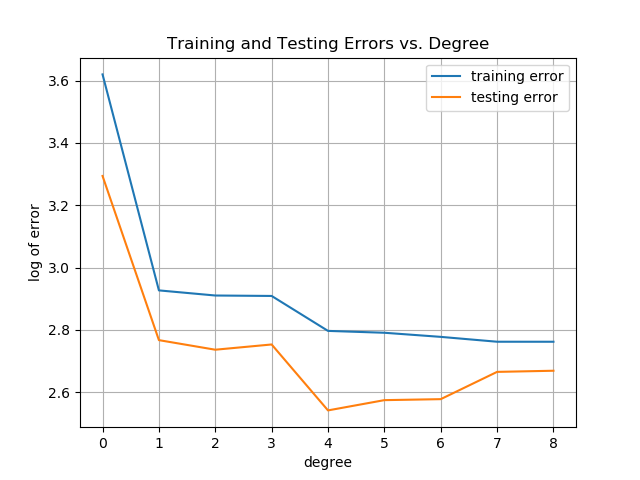 Training and Testing Errors vs. Degree
training error
testing error
3.6
3.4
3.2
3.0
2.8
2.6
log of error
0 1 2 3 4 5 6 7 8
degree